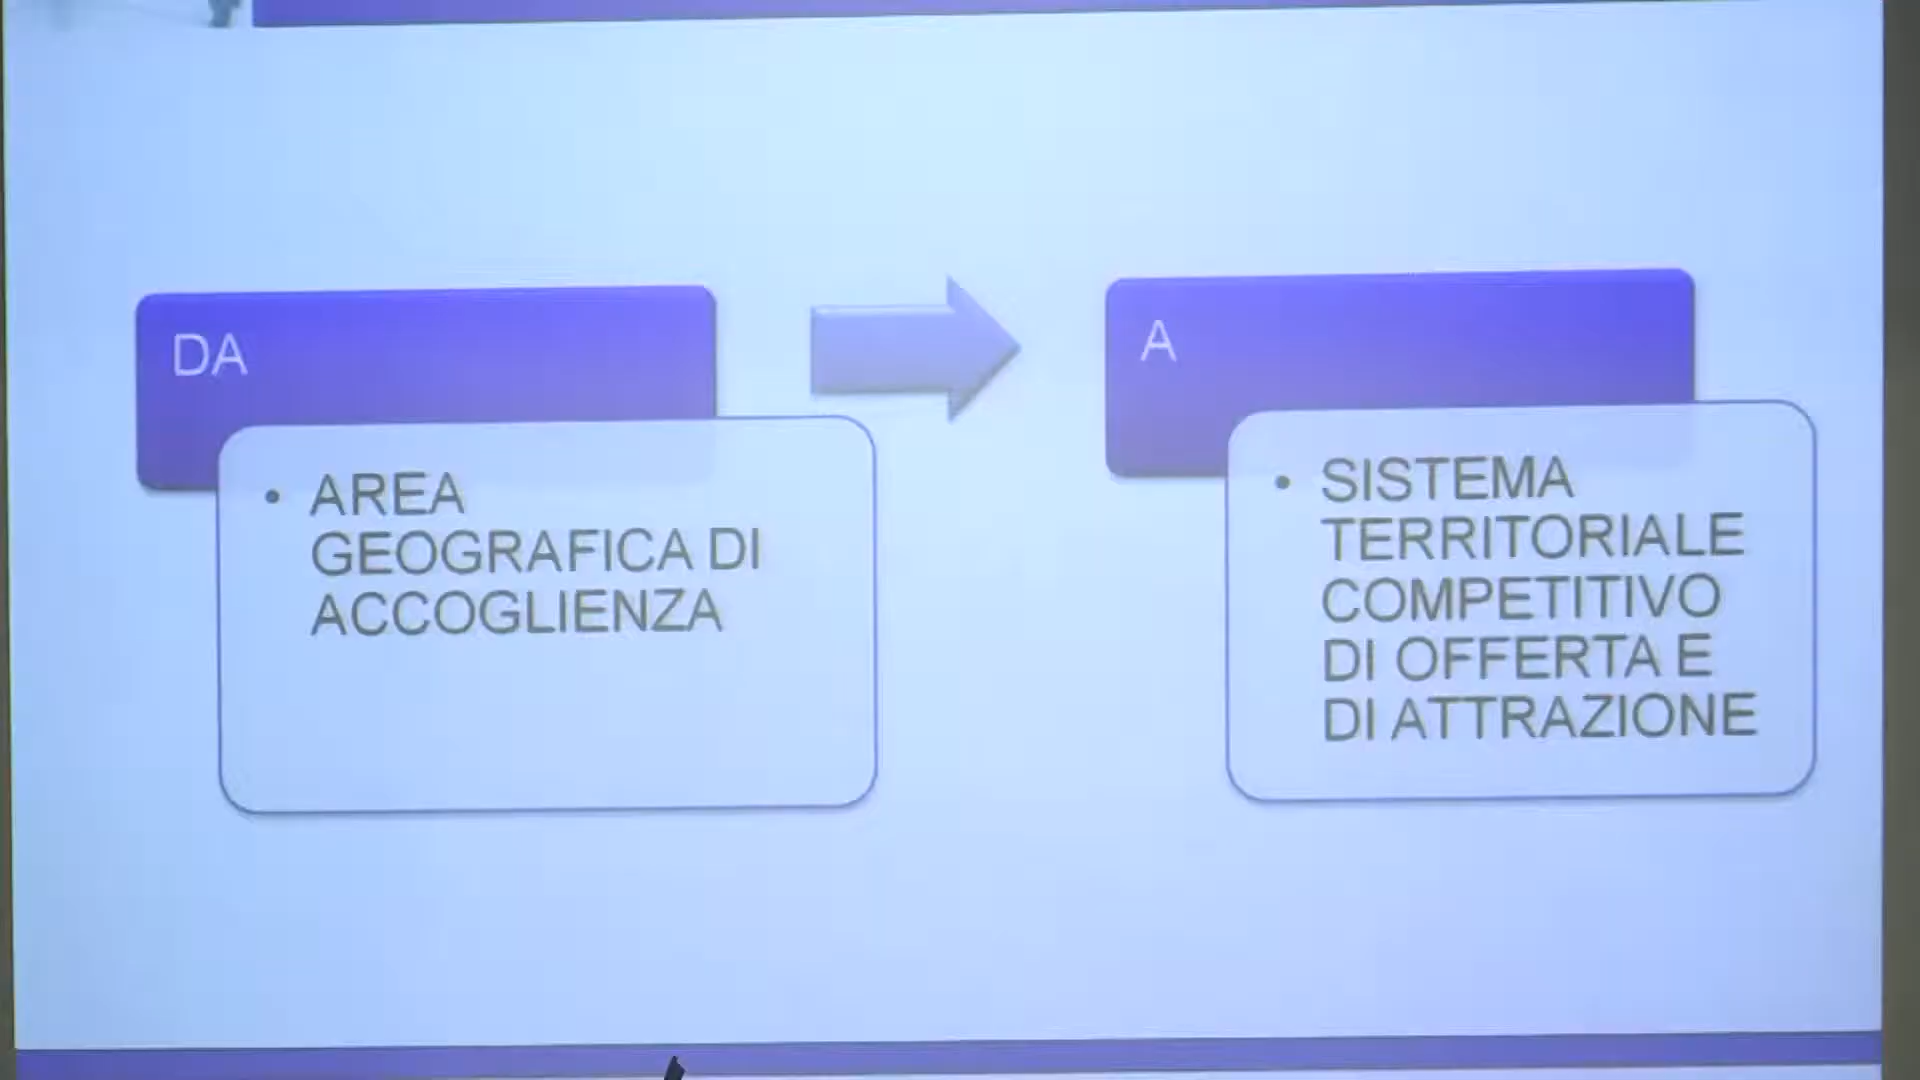 DA
• AREA
GEOGRAFICA DI
ACCOGLIENZA
A
• SISTEMA
TERRITORIALE
COMPETITIVO
DI OFFERTA E
DI ATTRAZIONE